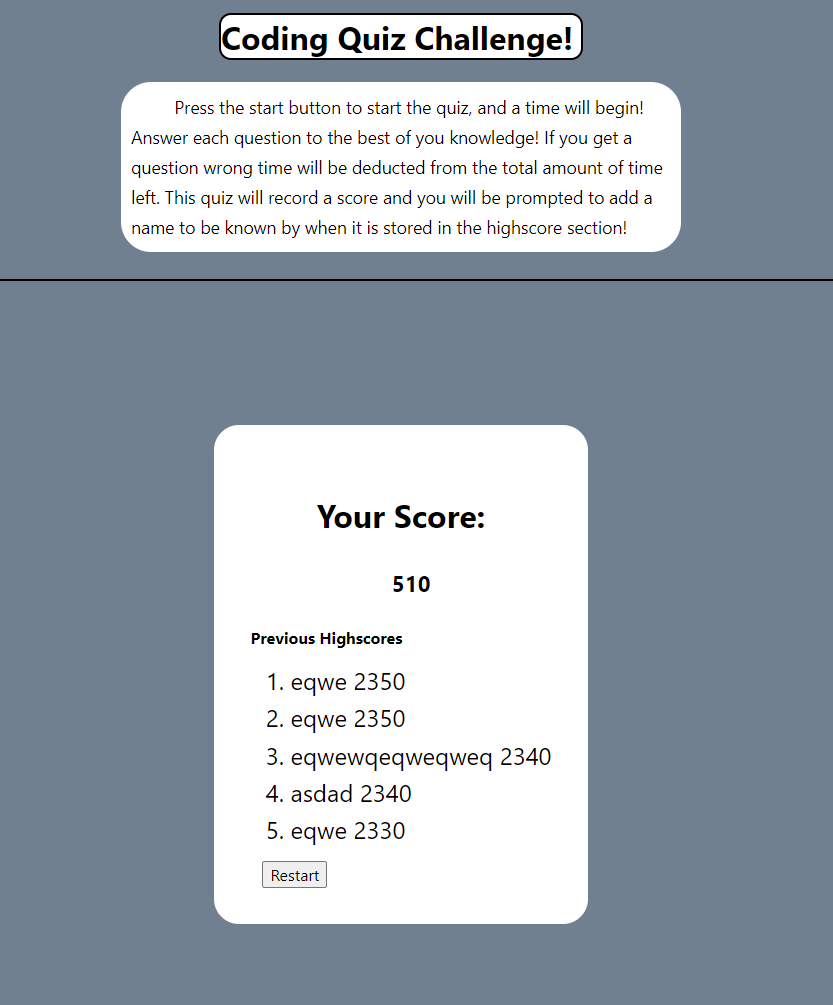 Coding Quiz Challenge!
Press the start button to start the quiz, and a time will begin!
Answer each question to the best of you knowledge! If you get a
question wrong time will be deducted from the total amount of time
left. This quiz will record a score and you will be prompted to add a
name to be known by when it is stored in the highscore section!
Your Score:
510
Previous Highscores
1. eqwe 2350
2. eqwe 2350
3. eqwewqeqweqweq 2340
4. asdad 2340
5. eqwe 2330
Restart